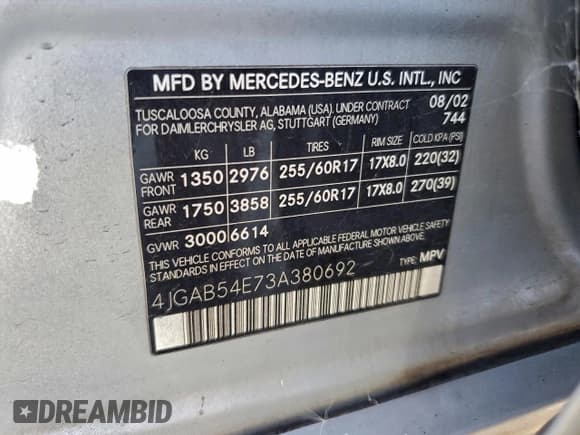 MFD BY MERCEDES-BENZ U.S. INTL., INC
TUSCALOOSA COUNTY, ALABAMA (USA). UNDER CONTRACT 08/02
FOR DAIMLERCHRYSLER AG, STUTTGART (GERMANY) 744
KG LB TIRES RIM SIZE COLD KPA (PSI)
GAWR FRONT 1350 2976 255/60R17 17X8.0 220(32)
GAWR REAR 1750 3858 255/60R17 17X8.0 270(39)
GVWR 3000 6614
THIS VEHICLE CONFORMS TO ALL APPLICABLE FEDERAL MOTOR VEHICLE SAFETY
STANDARDS IN EFFECT ON THE DATE OF MANUFACTURE SHOWN ABOVE.
4JGAB54E73A380692 TYPE: MPV
DREAMBID